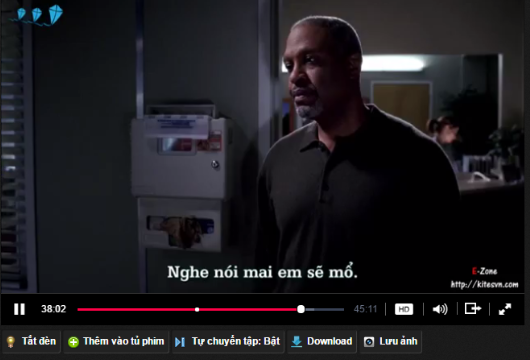 Nghe nói mai em sẽ mổ.
E-Zone
http://kitesvn.com/
38:02
45:11
HD
Tắt đèn
Thêm vào tủ phim
Tự chuyển tập: Bật
Download
Lưu ảnh